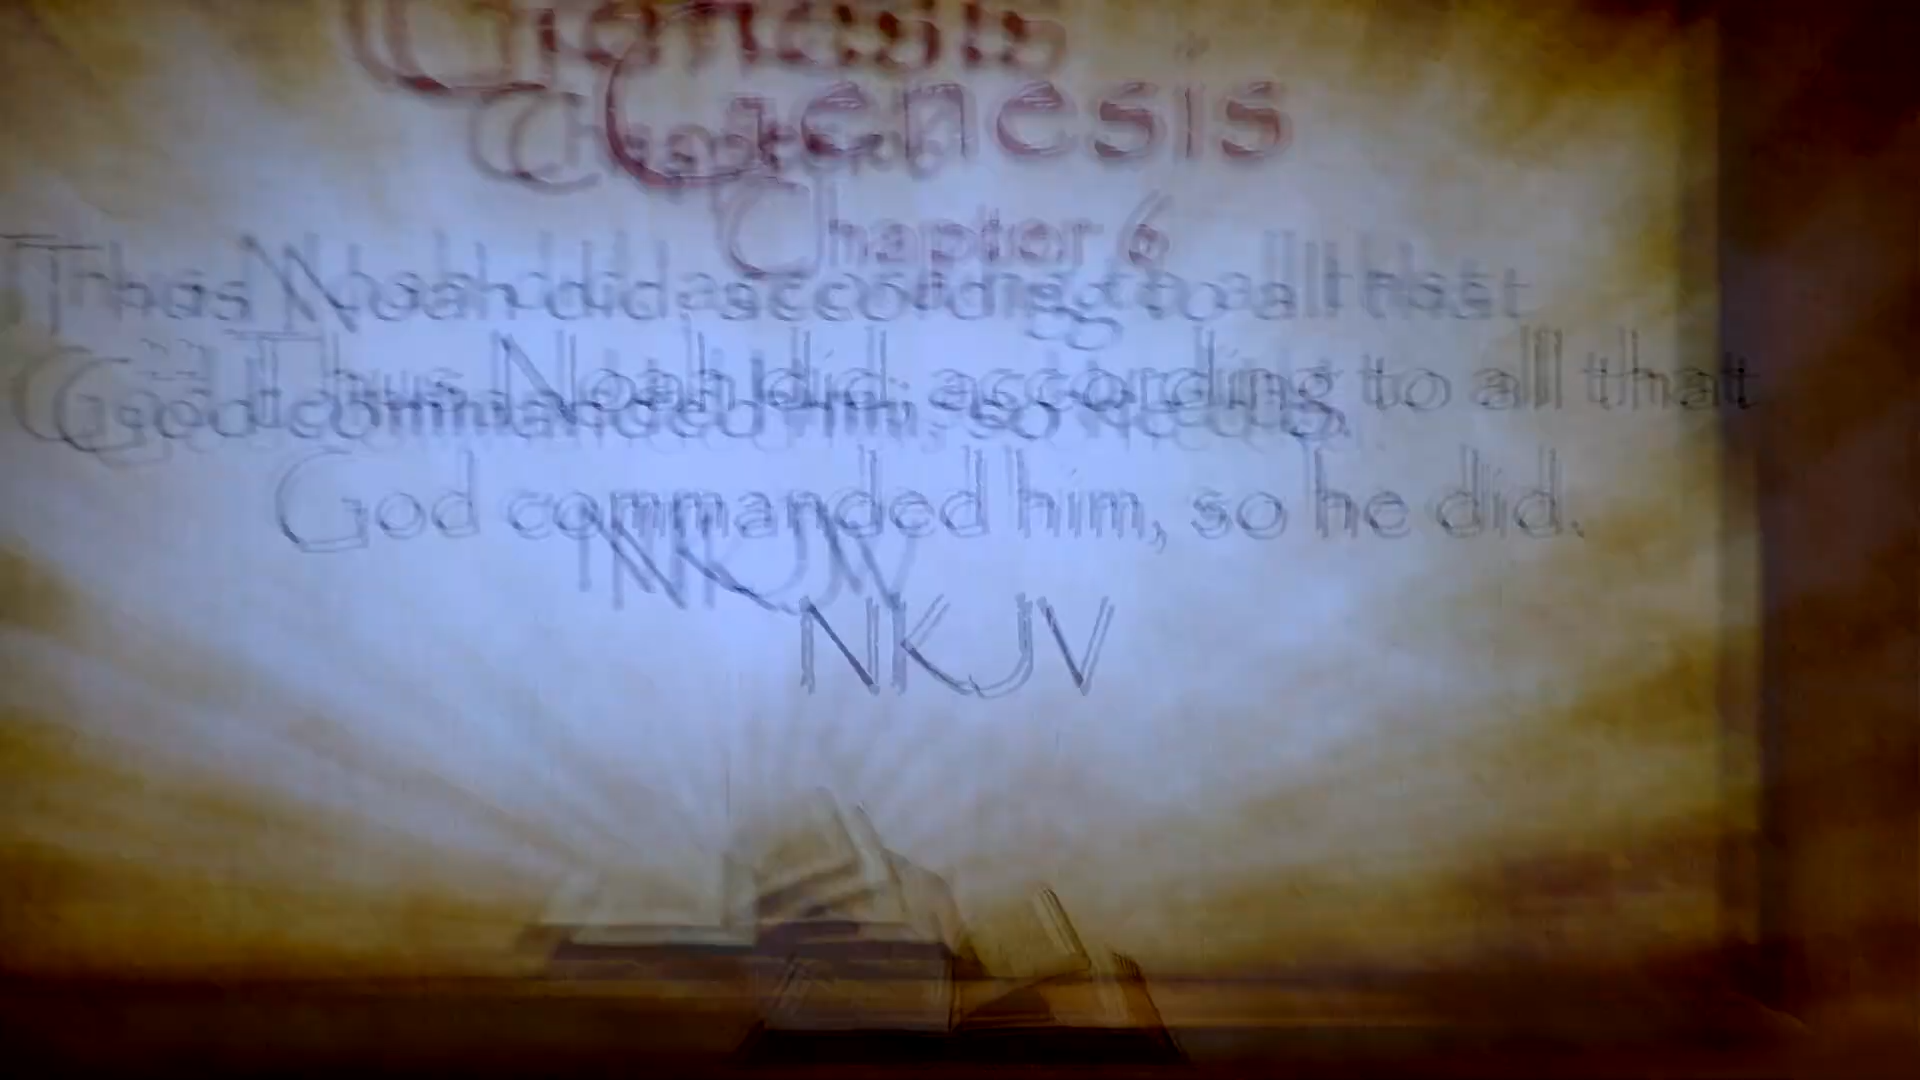 Genesis
Chapter 6
Thus Noah did; according to all that
God commanded him, so he did.
NKJV